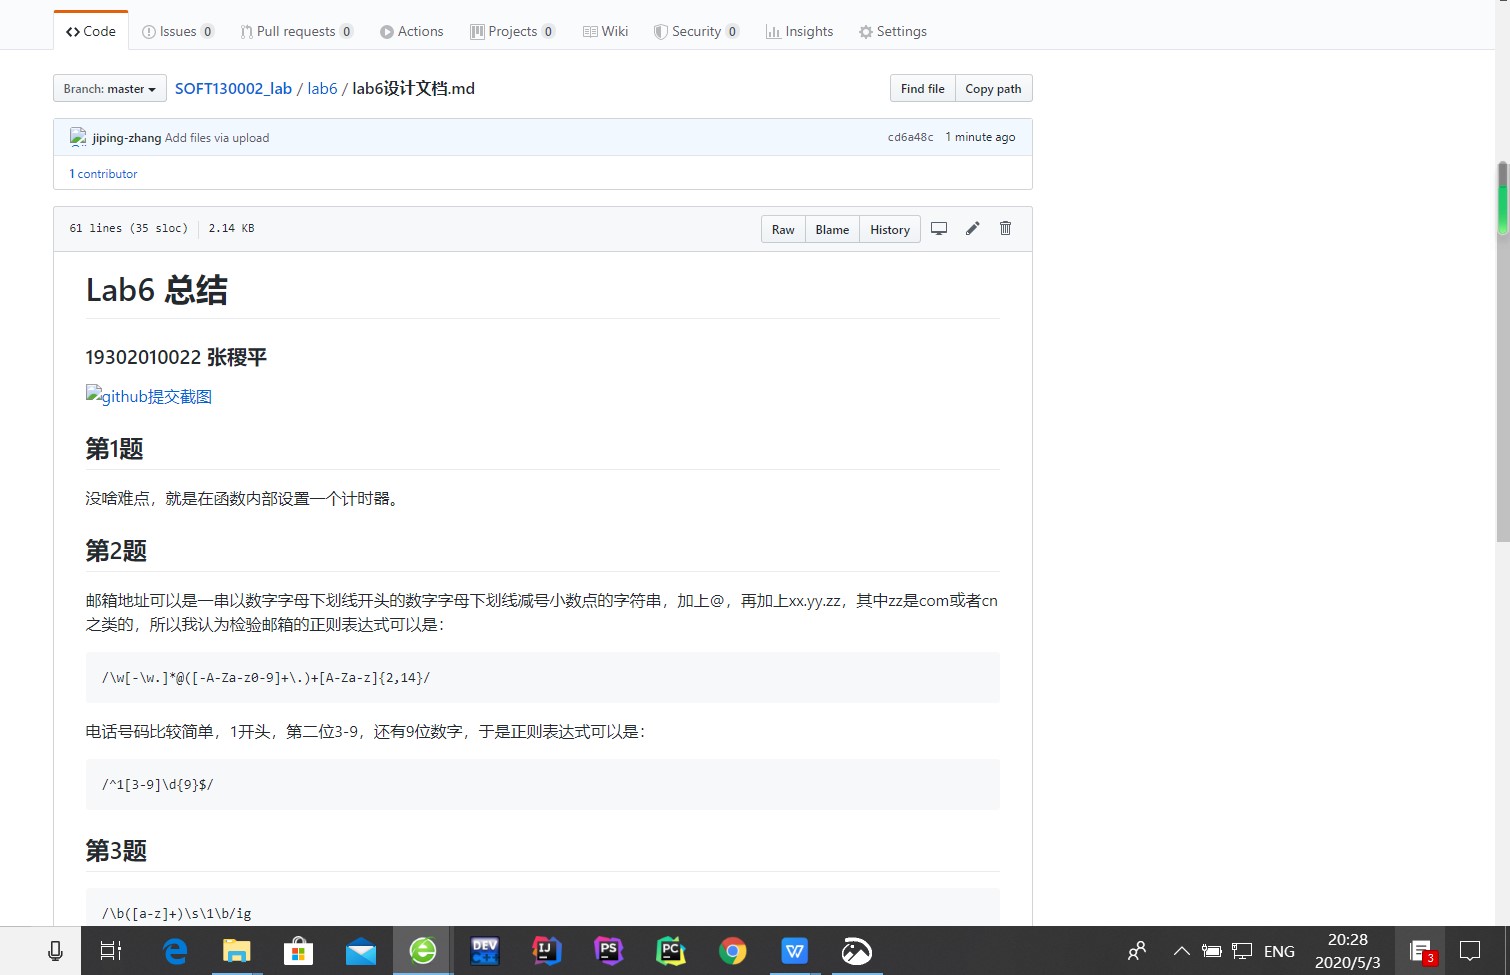 Code Issues 0 Pull requests 0 Actions Projects 0 Wiki Security 0 Insights Settings
Branch: master SOFT130002_lab / lab6 / lab6设计文档.md Find file Copy path
jiping-zhang Add files via upload cd6a48c 1 minute ago
1 contributor
61 lines (35 sloc) 2.14 KB Raw Blame History
Lab6 总结
19302010022 张稷平
github提交截图
第1题
没啥难点，就是在函数内部设置一个计时器。
第2题
邮箱地址可以是一串以数字字母下划线开头的数字字母下划线减号小数点的字符串，加上@，再加上xx.yy.zz，其中zz是com或者cn
之类的，所以我认为检验邮箱的正则表达式可以是：
/\w[-\w.]*@([-A-Za-z0-9]+\.)+[A-Za-z]{2,14}/
电话号码比较简单，1开头，第二位3-9，还有9位数字，于是正则表达式可以是：
/^1[3-9]\d{9}$/
第3题
/\b([a-z]+)\s\1\b/ig
DEV C++ IJ PS PC W ENG 20:28 3
2020/5/3